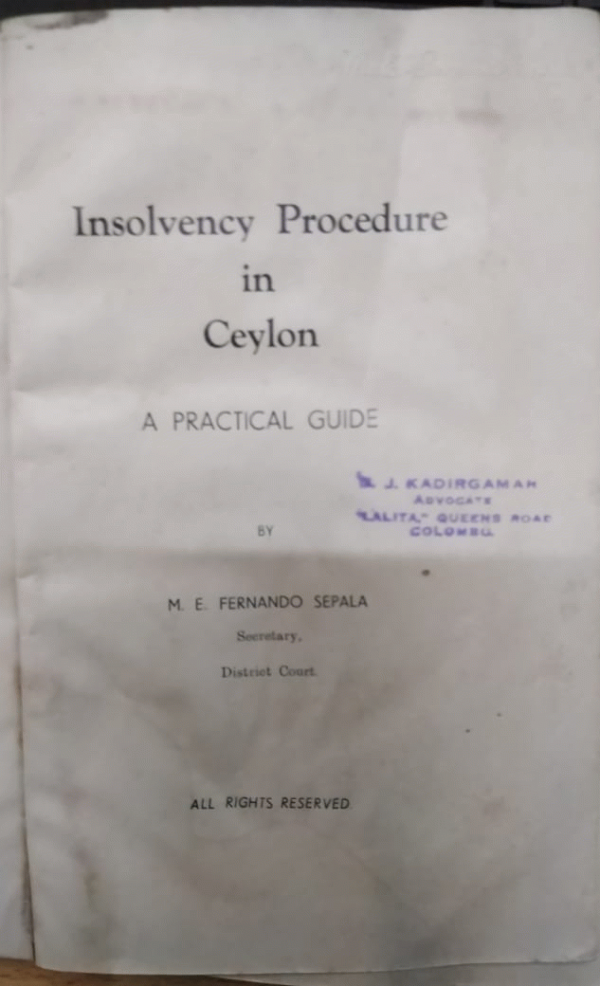 Insolvency Procedure
in
Ceylon
A PRACTICAL GUIDE
J. KADIRGAMAR
ADVOCATE
"LALITA," QUEENS ROAD
COLOMBO.
BY
M. E. FERNANDO SEPALA
Secretary,
District Court.
ALL RIGHTS RESERVED